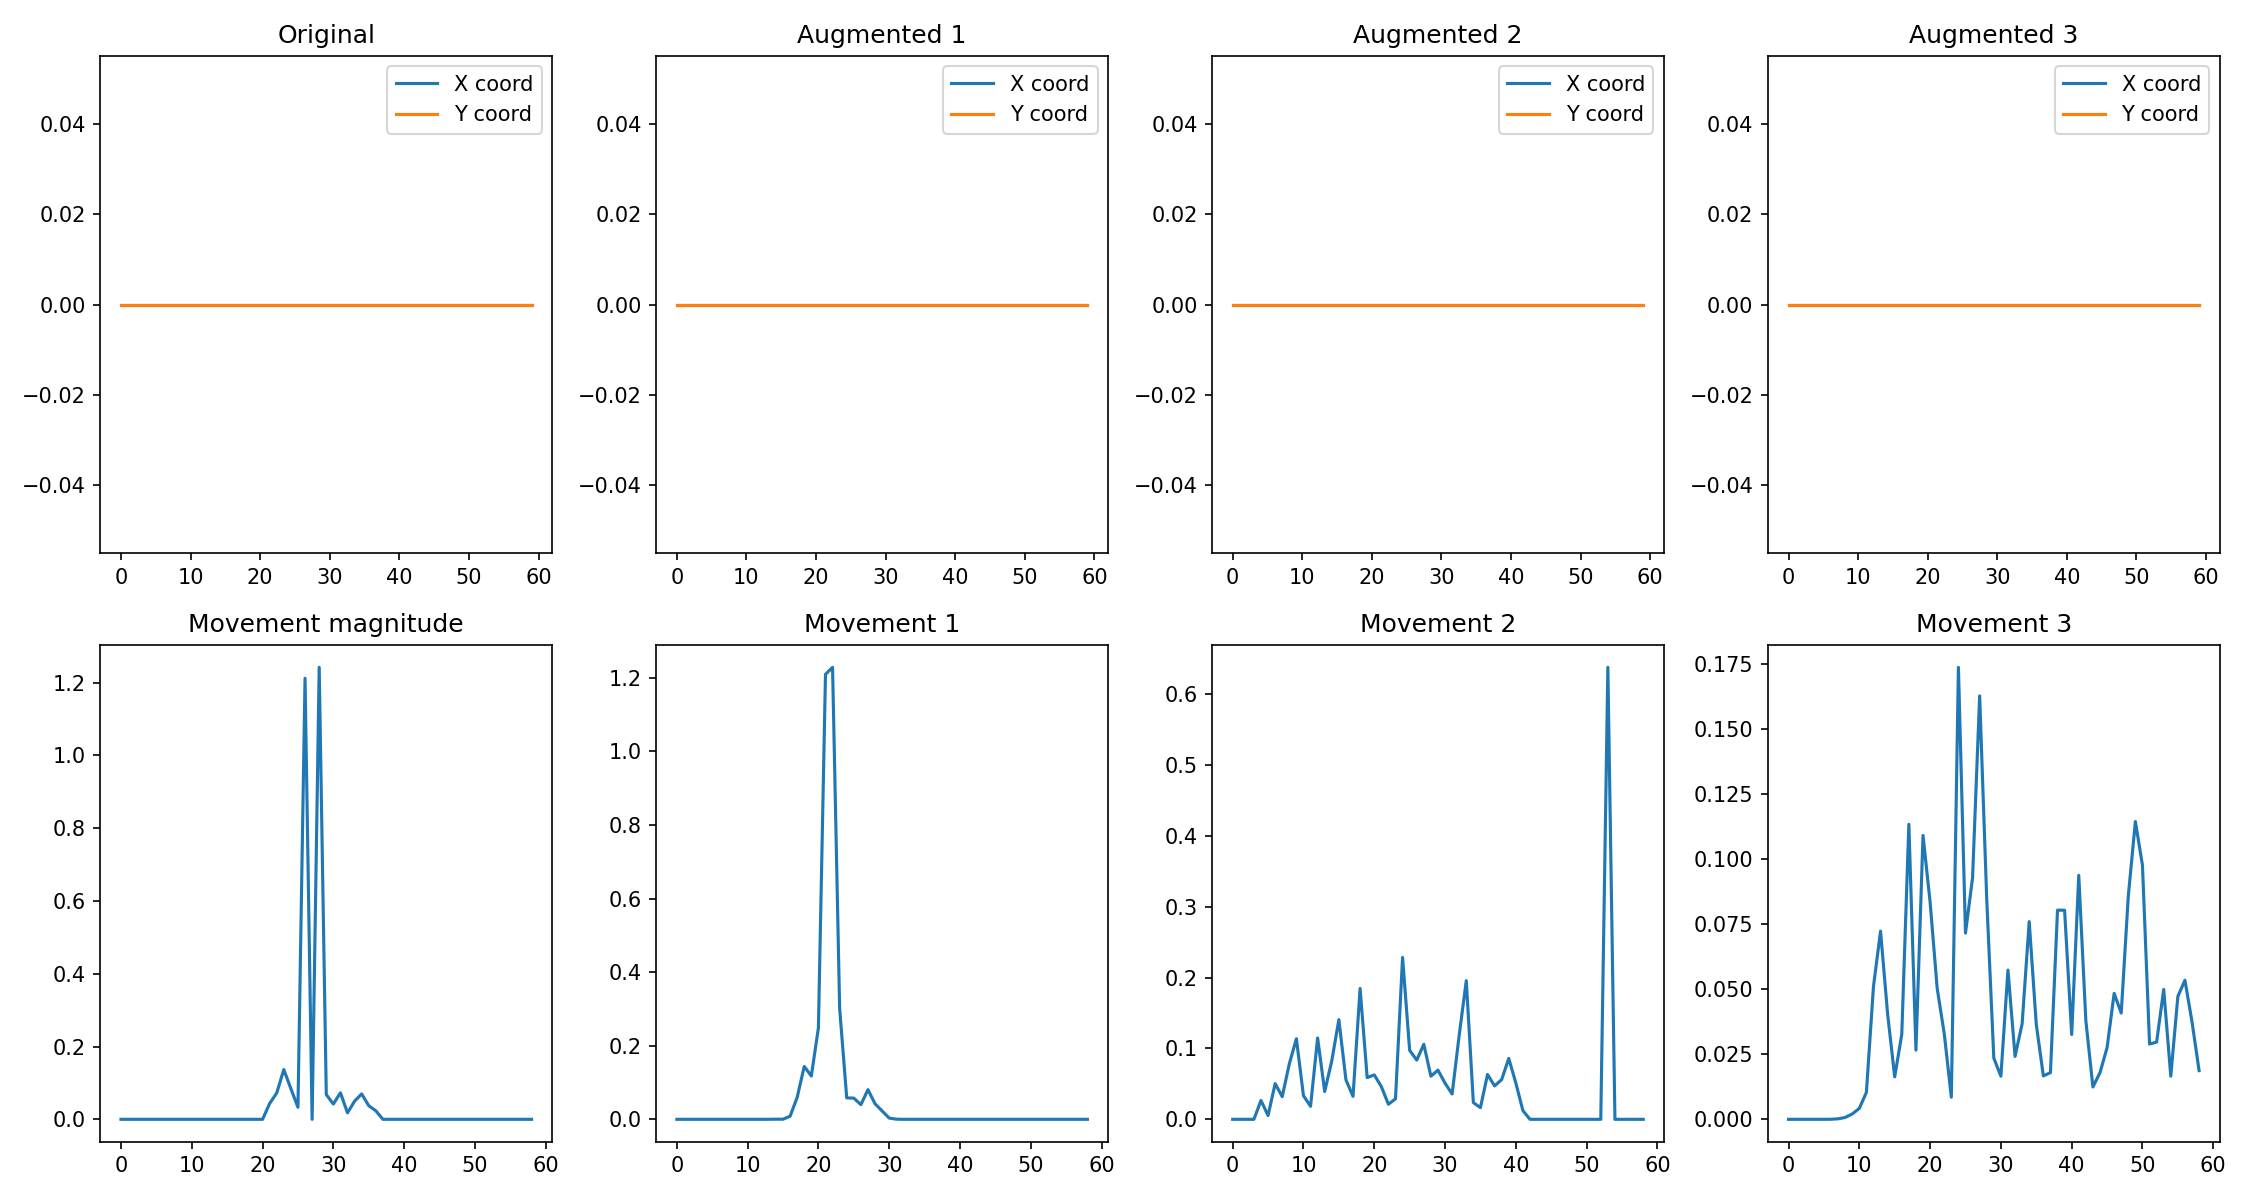 Original
X coord
Y coord
0.04
0.02
0.00
−0.02
−0.04
0 10 20 30 40 50 60
Augmented 1
X coord
Y coord
0.04
0.02
0.00
−0.02
−0.04
0 10 20 30 40 50 60
Augmented 2
X coord
Y coord
0.04
0.02
0.00
−0.02
−0.04
0 10 20 30 40 50 60
Augmented 3
X coord
Y coord
0.04
0.02
0.00
−0.02
−0.04
0 10 20 30 40 50 60
Movement magnitude
1.2
1.0
0.8
0.6
0.4
0.2
0.0
0 10 20 30 40 50 60
Movement 1
1.2
1.0
0.8
0.6
0.4
0.2
0.0
0 10 20 30 40 50 60
Movement 2
0.6
0.5
0.4
0.3
0.2
0.1
0.0
0 10 20 30 40 50 60
Movement 3
0.175
0.150
0.125
0.100
0.075
0.050
0.025
0.000
0 10 20 30 40 50 60